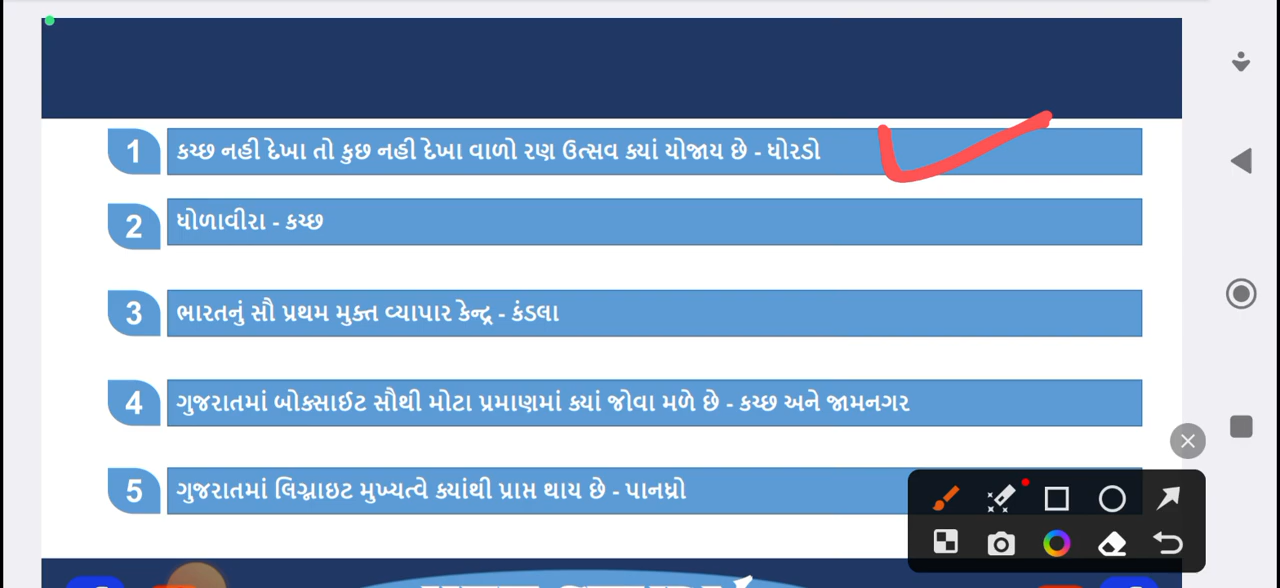 1 કચ્છ નહી દેખા તો કુછ નહી દેખા વાળો રણ ઉત્સવ ક્યાં યોજાય છે - ધોરડો
2 ધોળાવીરા - કચ્છ
3 ભારતનું સૌ પ્રથમ મુક્ત વ્યાપાર કેન્દ્ર - કંડલા
4 ગુજરાતમાં બોક્સાઈટ સૌથી મોટા પ્રમાણમાં ક્યાં જોવા મળે છે - કચ્છ અને જામનગર
5 ગુજરાતમાં લિગ્નાઇટ મુખ્યત્વે ક્યાંથી પ્રાપ્ત થાય છે - પાનધ્રો